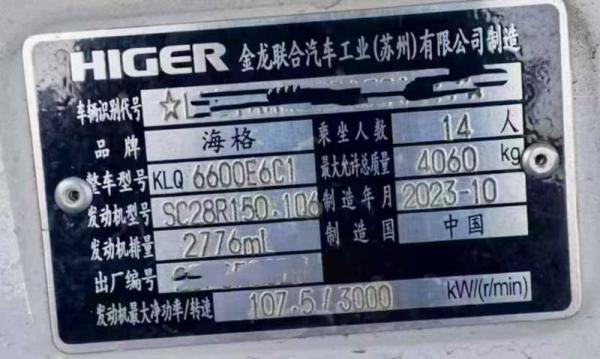 HIGER 金龙联合汽车工业(苏州)有限公司制造
车辆识别代号 ☆L
品牌 海格 乘坐人数 14 人
整车型号 KLQ 6600E6C1 最大允许总质量 4060 kg
发动机型号 SC28R150.1Q6 制造年月 2023-10
发动机排量 2776mL 制造国 中国
出厂编号
发动机最大净功率/转速 107.5/3000 kW/(r/min)